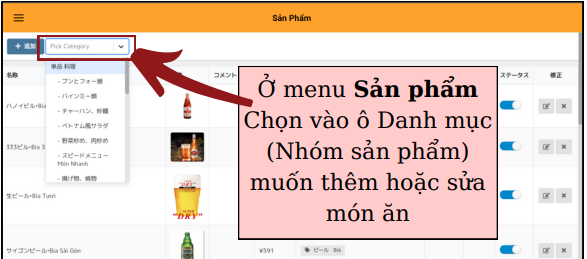 Sản Phẩm
+ 追加
Pick Category
名称
コメント
ステータス
修正
単品 料理
- ブンとフォー類
- バインミー類
- チャーハン、炒麺
- ベトナム風サラダ
- 野菜炒め、肉炒め
- スピードメニュー
Món Nhanh
- 揚げ物、焼物
ハノイビル•Bia
333ビル•Bia 3
生ビール•Bia Tươi
サイゴンビール•Bia Sài Gòn
¥591
ビール Bia
"SUPER"
DRY
Ở menu Sản phẩm
Chọn vào ô Danh mục
(Nhóm sản phẩm)
muốn thêm hoặc sửa
món ăn